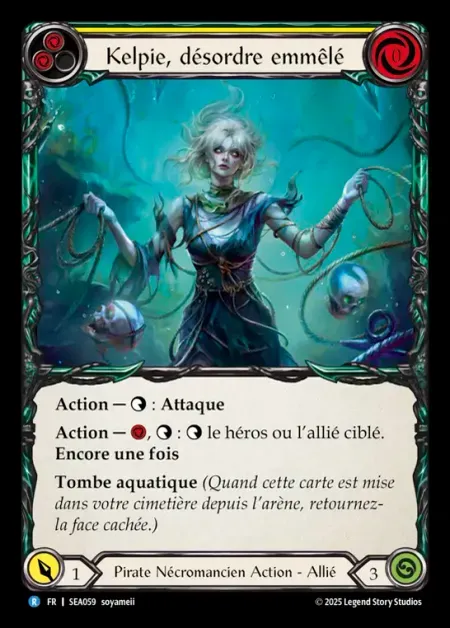 Kelpie, désordre emmêlé
Action — : Attaque
Action — , : le héros ou l'allié ciblé.
Encore une fois
Tombe aquatique (Quand cette carte est mise
dans votre cimetière depuis l'arène, retournez-
la face cachée.)
1
Pirate Nécromancien Action - Allié
3
R FR | SEA059 soyameii
© 2025 Legend Story Studios